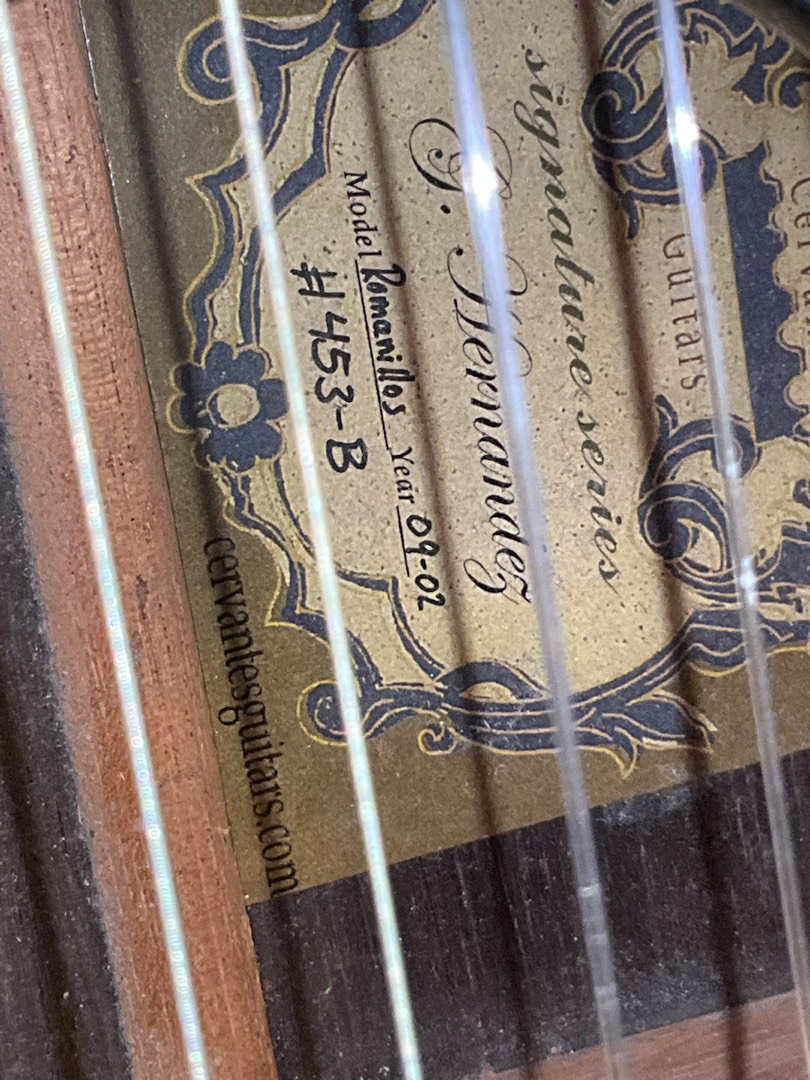 Guitars
signature series
G. Hernandez
Model Romanillos Year 09-02
#453-B
cervantesguitars.com